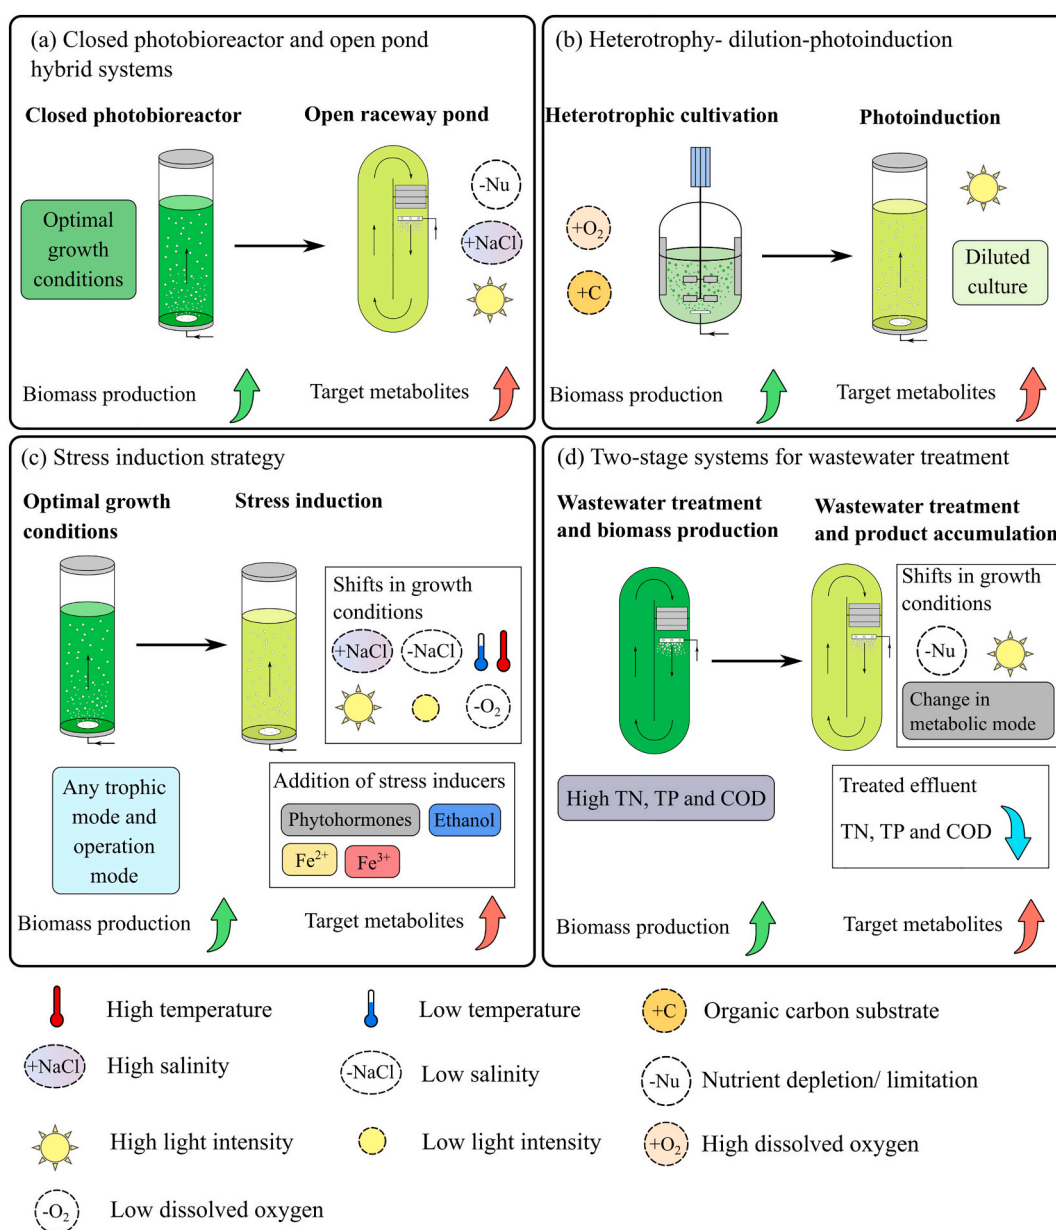 (a) Closed photobioreactor and open pond
hybrid systems
Closed photobioreactor
Open raceway pond
Optimal
growth
conditions
-Nu
+NaCl
Biomass production
Target metabolites
(b) Heterotrophy- dilution-photoinduction
Heterotrophic cultivation
Photoinduction
+O₂
+C
Diluted
culture
Biomass production
Target metabolites
(c) Stress induction strategy
Optimal growth
conditions
Stress induction
Shifts in growth
conditions
+NaCl
-NaCl
-O₂
Any trophic
mode and
operation
mode
Addition of stress inducers
Phytohormones
Ethanol
Fe²⁺
Fe³⁺
Biomass production
Target metabolites
(d) Two-stage systems for wastewater treatment
Wastewater treatment
and biomass production
Wastewater treatment
and product accumulation
Shifts in growth
conditions
-Nu
Change in
metabolic mode
High TN, TP and COD
Treated effluent
TN, TP and COD
Biomass production
Target metabolites
High temperature
Low temperature
+C Organic carbon substrate
+NaCl High salinity
-NaCl Low salinity
-Nu Nutrient depletion/ limitation
High light intensity
Low light intensity
+O₂ High dissolved oxygen
-O₂ Low dissolved oxygen